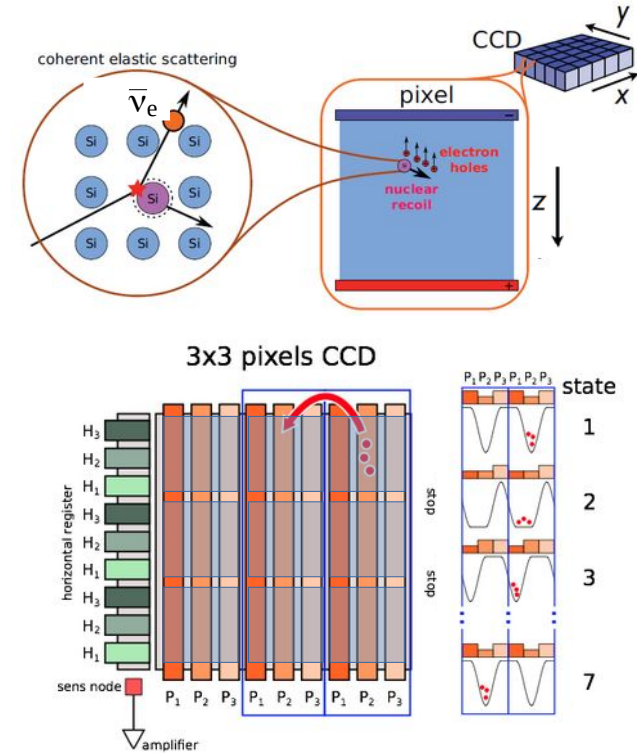 coherent elastic scattering
ν̅e
Si Si Si
Si Si Si
Si Si Si
CCD
y
x
pixel
−
Si
electron
holes
nuclear
recoil
+
z
3x3 pixels CCD
horizontal register
H3
H2
H1
H3
H2
H1
H3
H2
H1
sens node
amplifier
P1 P2 P3 P1 P2 P3 P1 P2 P3
stop
stop
P1 P2 P3 P1 P2 P3
state
1
2
3
7